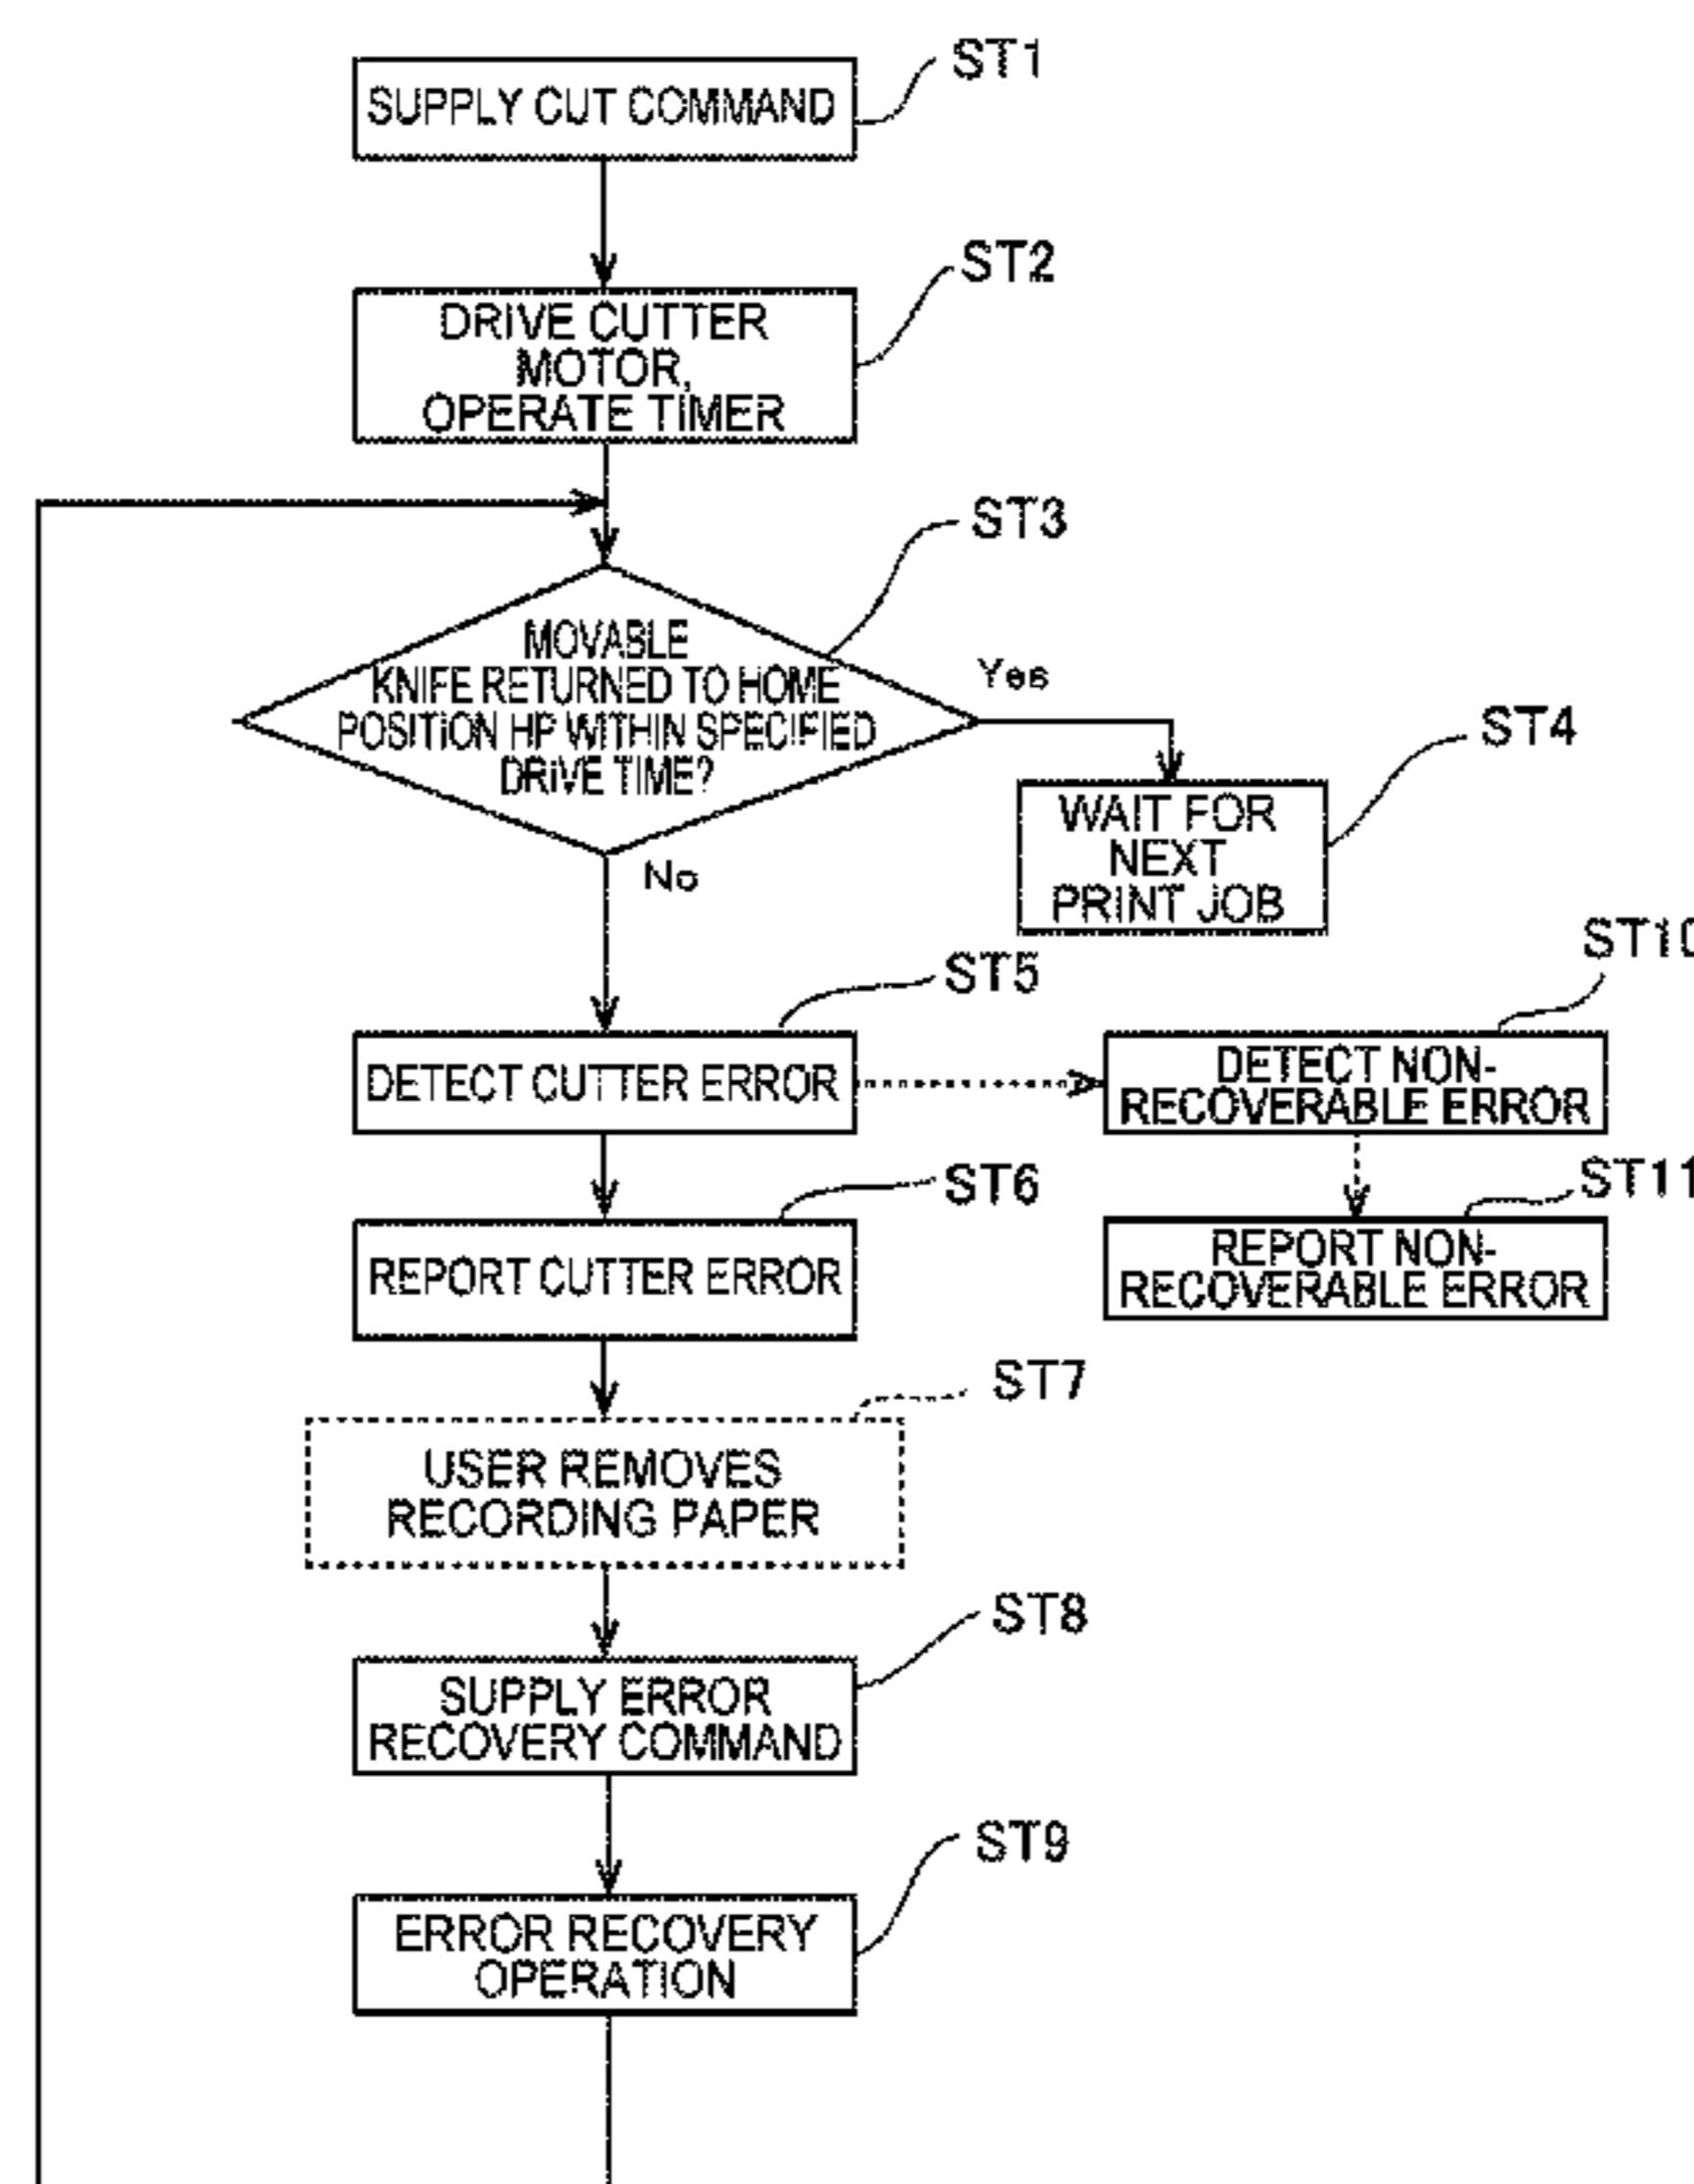 ST1
SUPPLY CUT COMMAND
ST2
DRIVE CUTTER
MOTOR,
OPERATE TIMER
ST3
MOVABLE
KNIFE RETURNED TO HOME
POSITION HP WITHIN SPECIFIED
DRIVE TIME?
Yes
ST4
WAIT FOR
NEXT
PRINT JOB
No
ST5
DETECT CUTTER ERROR
ST10
DETECT NON-
RECOVERABLE ERROR
ST6
REPORT CUTTER ERROR
ST11
REPORT NON-
RECOVERABLE ERROR
ST7
USER REMOVES
RECORDING PAPER
ST8
SUPPLY ERROR
RECOVERY COMMAND
ST9
ERROR RECOVERY
OPERATION